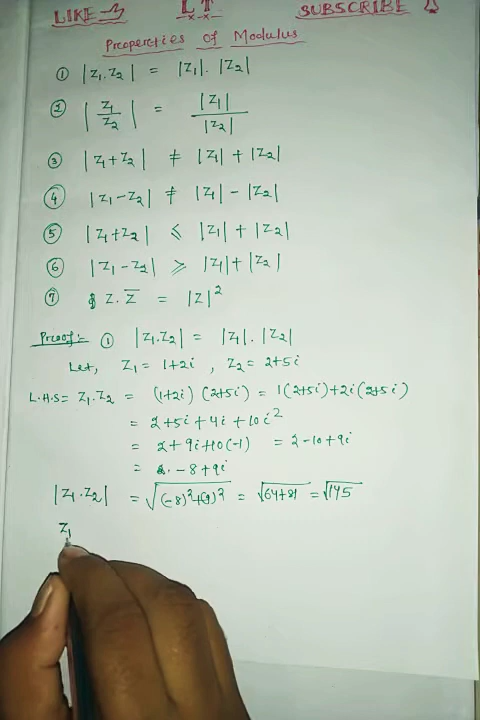 LIKE LT SUBSCRIBE
Properties of Modulus
① |z₁.z₂| = |z₁|.|z₂|
② |z₁/z₂| = |z₁|/|z₂|
③ |z₁+z₂| ≠ |z₁|+|z₂|
④ |z₁-z₂| ≠ |z₁|-|z₂|
⑤ |z₁+z₂| ≤ |z₁|+|z₂|
⑥ |z₁-z₂| ≥ |z₁|+|z₂|
⑦ z.z̅ = |z|²
Proof:- ① |z₁.z₂| = |z₁|.|z₂|
Let, z₁ = 1+2i , z₂ = 2+5i
L.H.S = z₁.z₂ = (1+2i)(2+5i) = 1(2+5i)+2i(2+5i)
= 2+5i+4i+10i²
= 2+9i+10(-1) = 2-10+9i
= -8+9i
|z₁.z₂| = √(-8)²+(9)² = √64+81 = √145
z₁